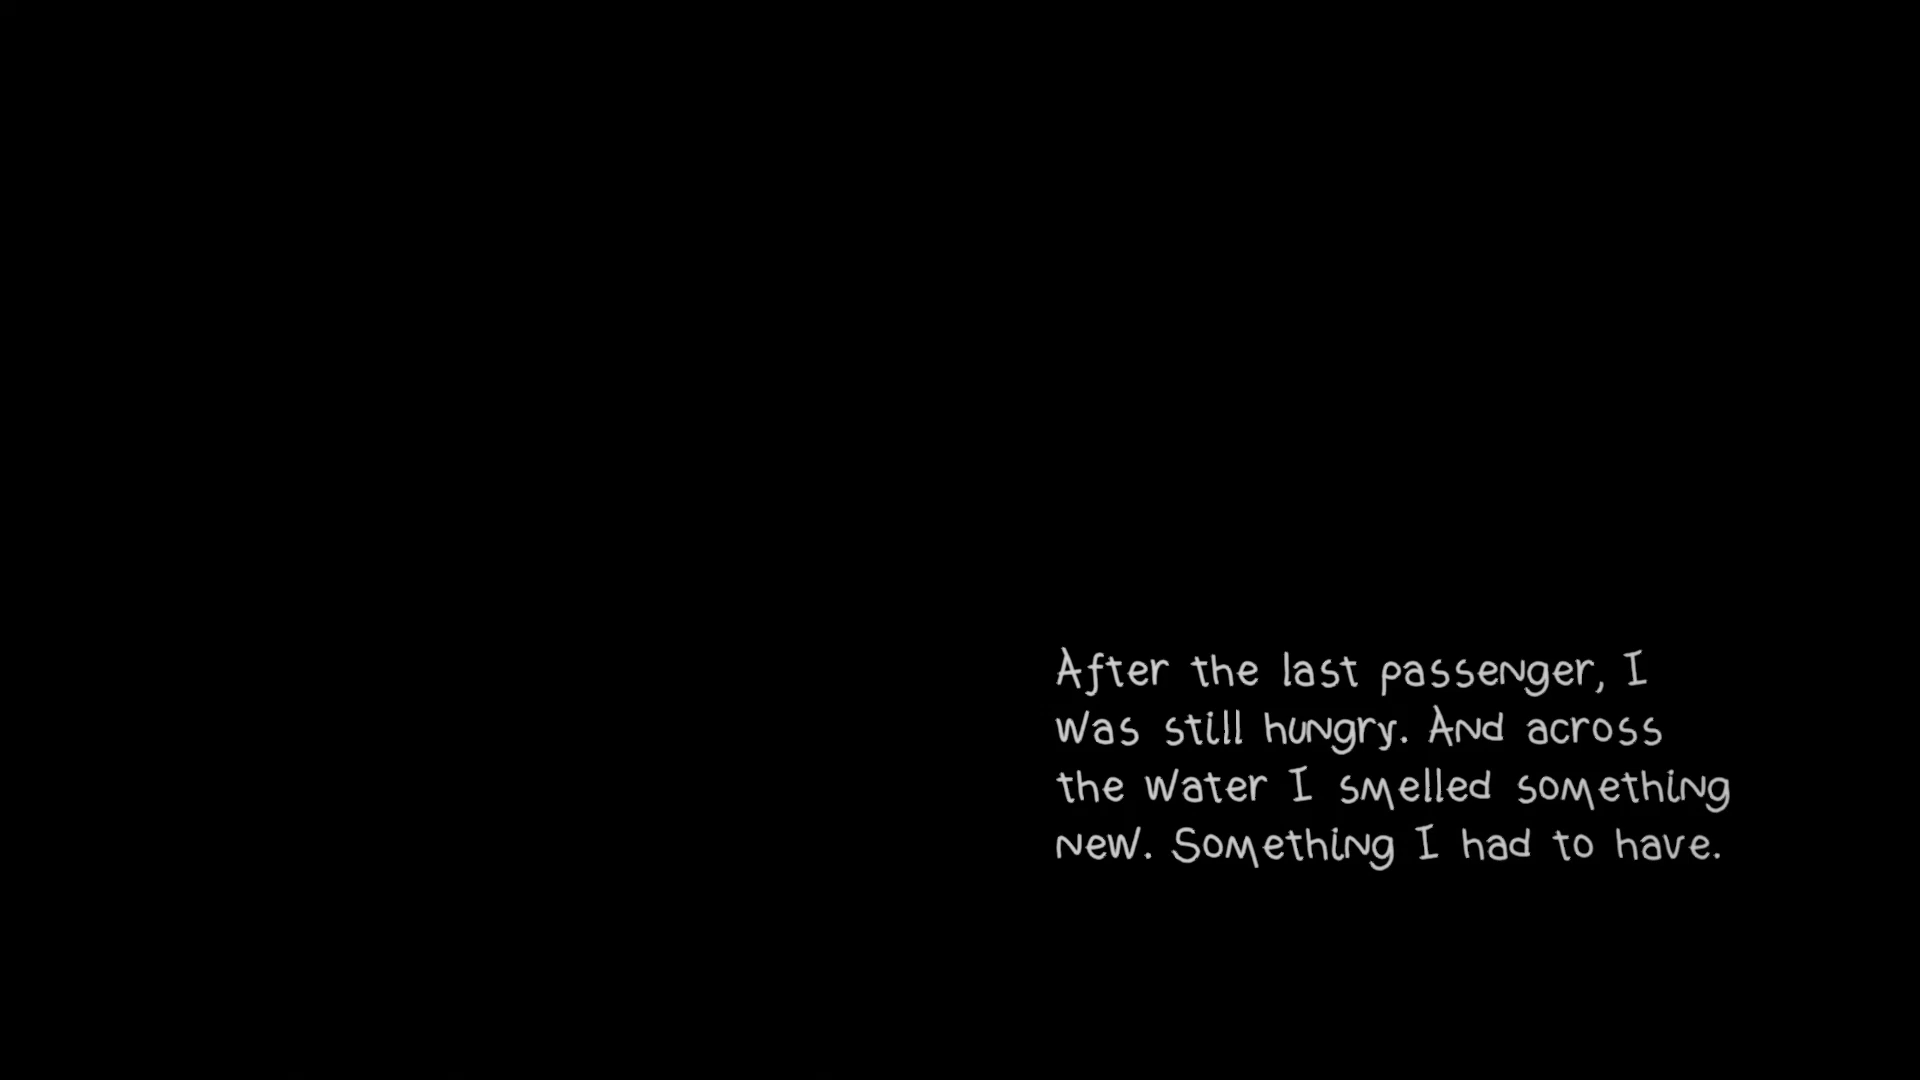 After the last passenger, I
was still hungry. And across
the water I smelled something
new. Something I had to have.